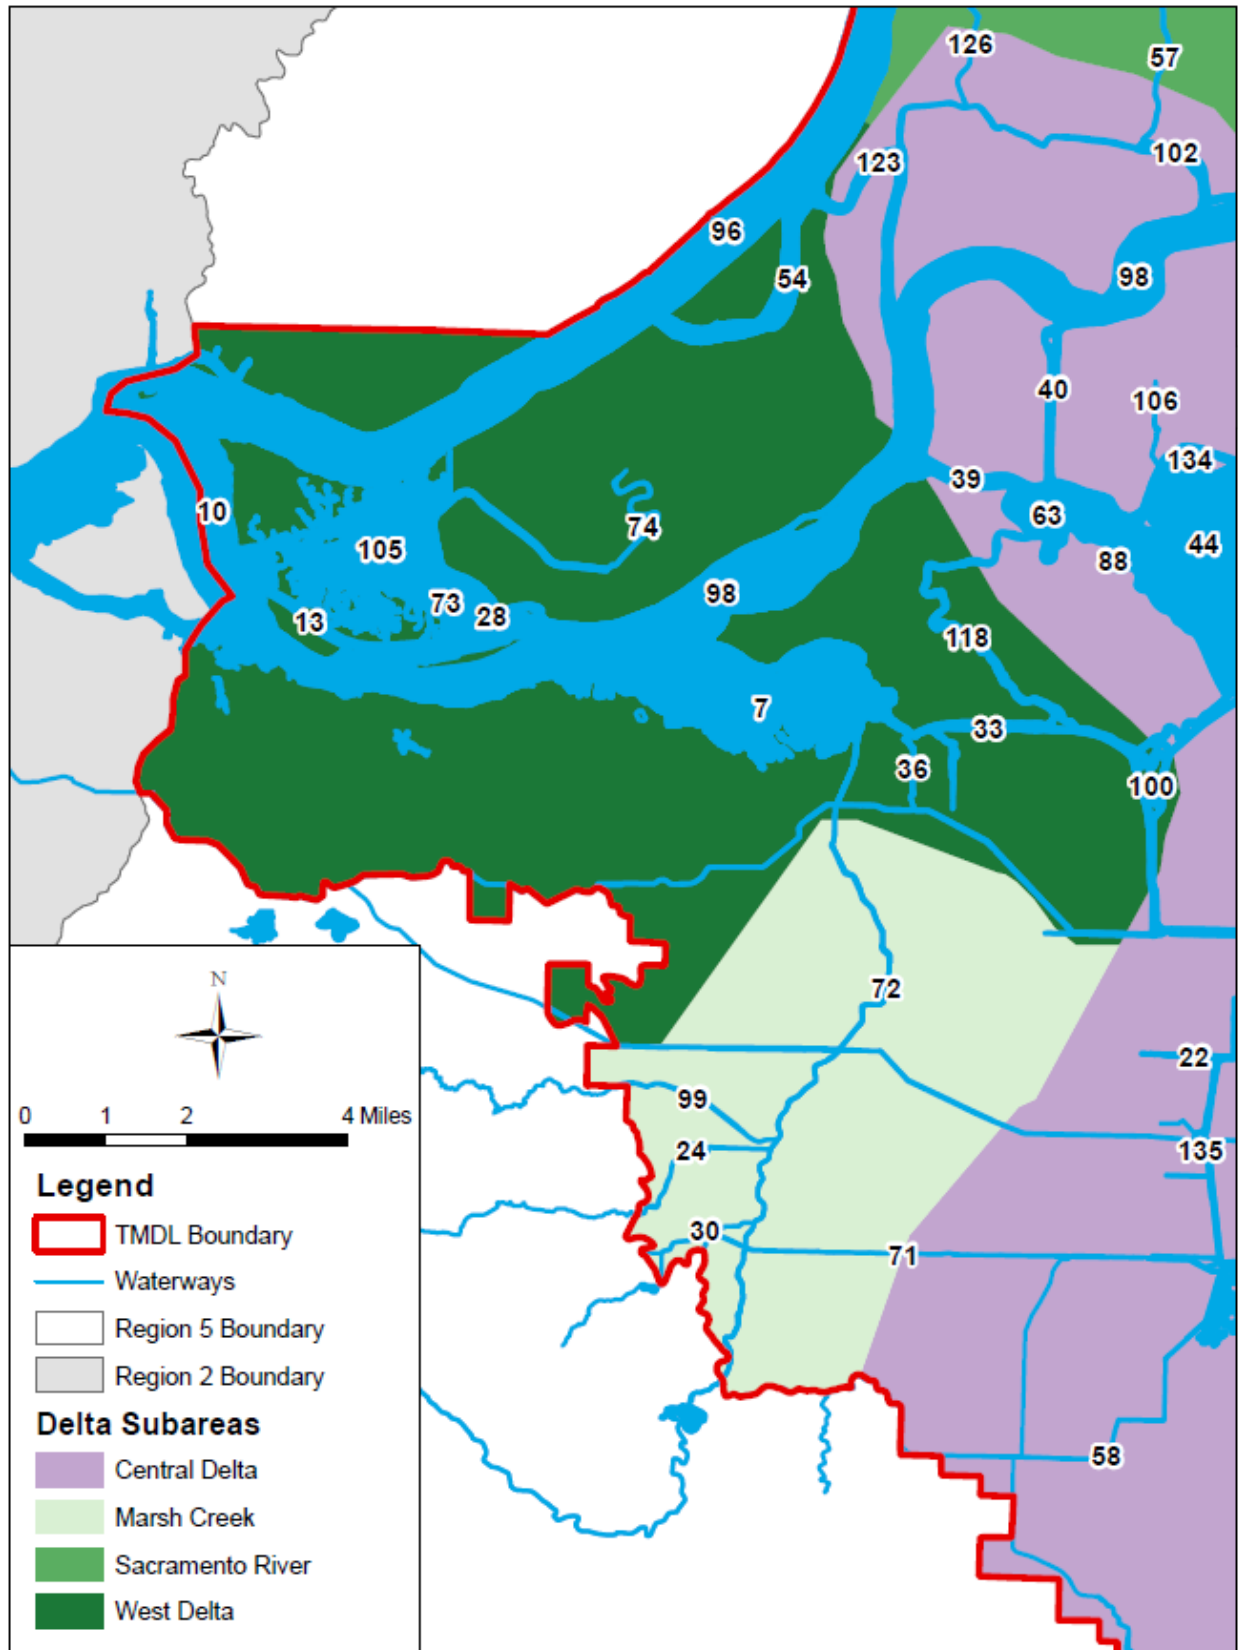 126
57
102
123
96
54
98
40
106
134
39
63
10
74
105
44
88
98
73
28
13
118
7
33
36
100
72
22
99
24
135
30
71
58
N
0 1 2 4 Miles
Legend
TMDL Boundary
Waterways
Region 5 Boundary
Region 2 Boundary
Delta Subareas
Central Delta
Marsh Creek
Sacramento River
West Delta